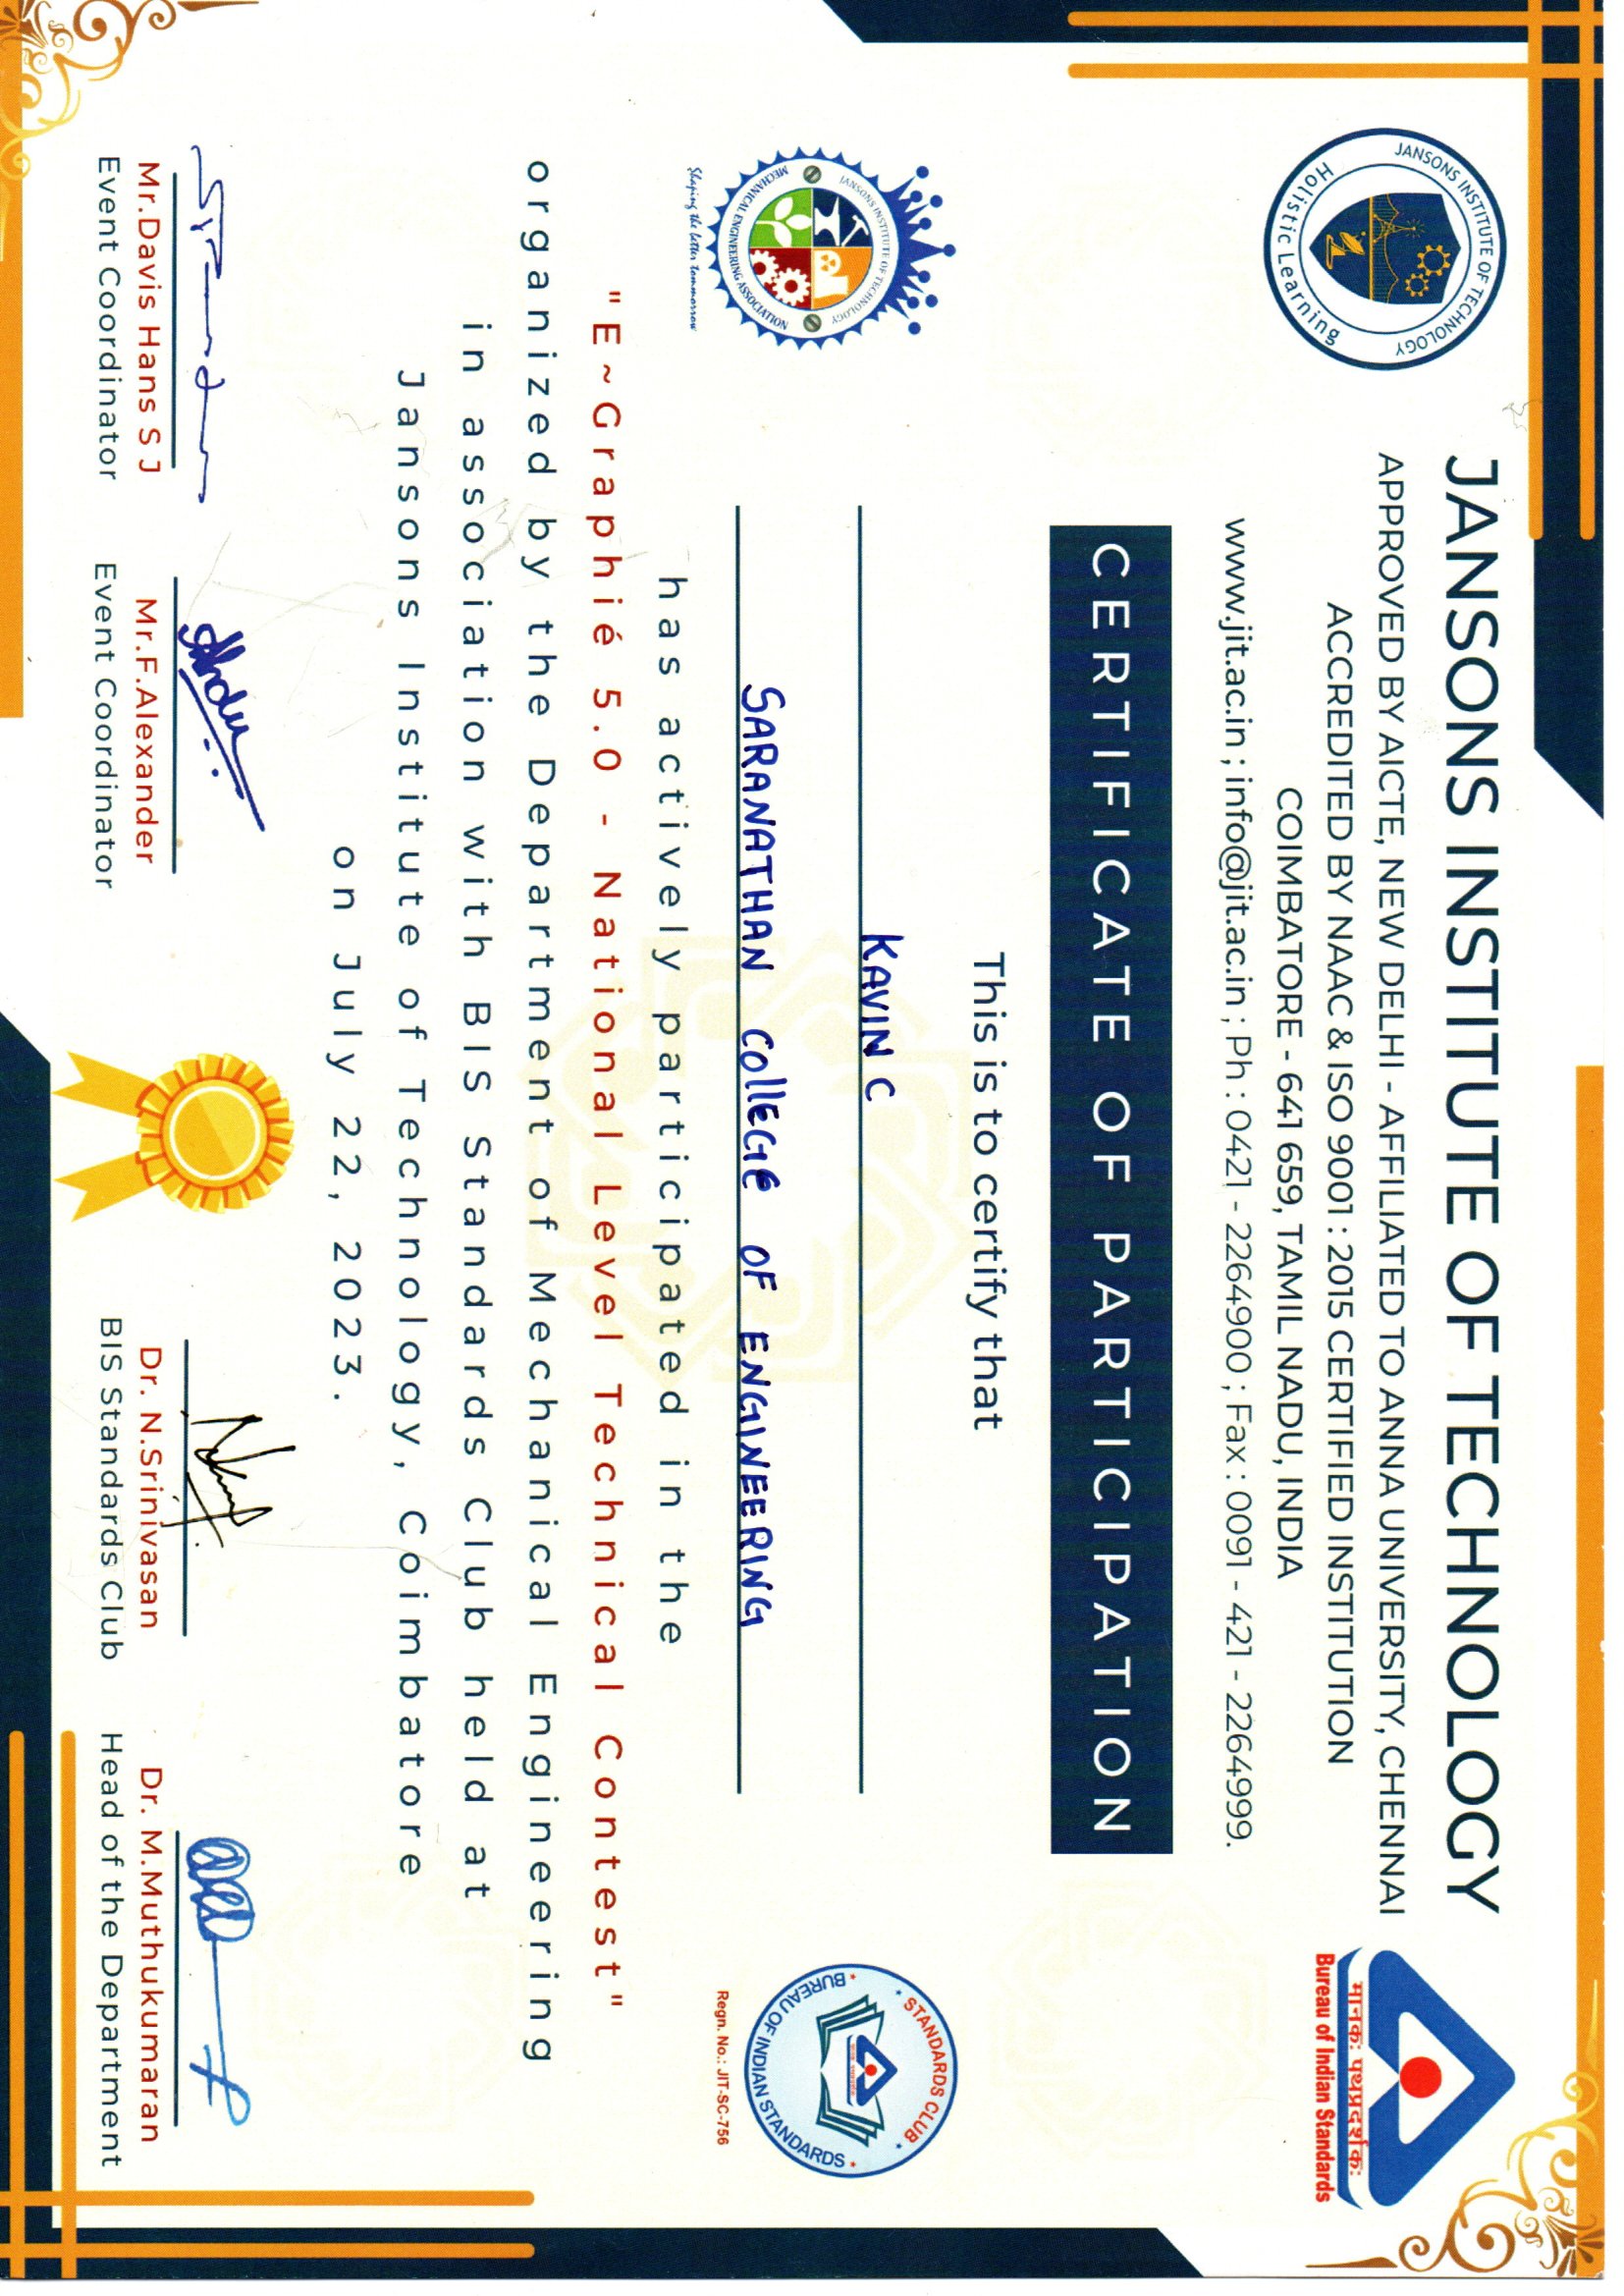 JANSONS INSTITUTE OF TECHNOLOGY
APPROVED BY AICTE, NEW DELHI - AFFILIATED TO ANNA UNIVERSITY, CHENNAI
ACCREDITED BY NAAC & ISO 9001 : 2015 CERTIFIED INSTITUTION
COIMBATORE - 641 659, TAMIL NADU, INDIA
www.jit.ac.in ; info@jit.ac.in ; Ph : 0421 - 2264900 ; Fax : 0091 - 421 - 2264999.
JANSONS INSTITUTE OF TECHNOLOGY
Holistic Learning
मानकः पथप्रदर्शकः
Bureau of Indian Standards
CERTIFICATE OF PARTICIPATION
This is to certify that
KAVIN C
SARANATHAN COllEGE OF ENGINEERING
JANSONS INSTITUTE OF TECHNOLOGY
MECHANICAL ENGINEERING ASSOCIATION
Shaping the better tommorrow
STANDARDS CLUB
मानकः पथप्रदर्शकः
BUREAU OF INDIAN STANDARDS
Regn. No.: JIT-SC-756
has actively participated in the
"E~Graphié 5.0 - National Level Technical Contest"
organized by the Department of Mechanical Engineering
in association with BIS Standards Club held at
Jansons Institute of Technology, Coimbatore
on July 22, 2023.
Mr.Davis Hans S J
Event Coordinator
Mr.F.Alexander
Event Coordinator
Dr. N.Srinivasan
BIS Standards Club
Dr. M.Muthukumaran
Head of the Department